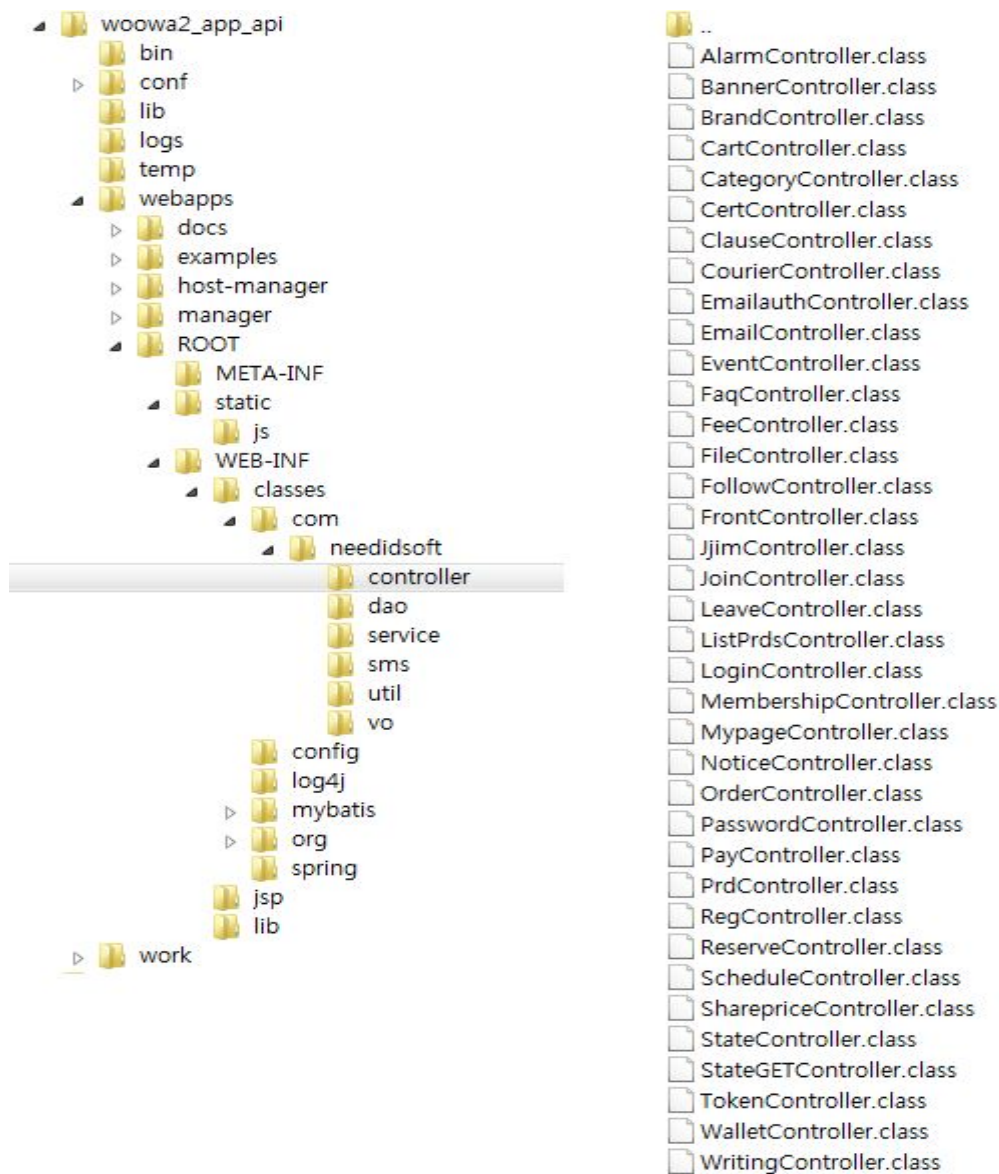 woowa2_app_api
bin
conf
lib
logs
temp
webapps
docs
examples
host-manager
manager
ROOT
META-INF
static
js
WEB-INF
classes
com
needidsoft
controller
dao
service
sms
util
vo
config
log4j
mybatis
org
spring
jsp
lib
work
..
AlarmController.class
BannerController.class
BrandController.class
CartController.class
CategoryController.class
CertController.class
ClauseController.class
CourierController.class
EmailauthController.class
EmailController.class
EventController.class
FaqController.class
FeeController.class
FileController.class
FollowController.class
FrontController.class
JjimController.class
JoinController.class
LeaveController.class
ListPrdsController.class
LoginController.class
MembershipController.class
MypageController.class
NoticeController.class
OrderController.class
PasswordController.class
PayController.class
PrdController.class
RegController.class
ReserveController.class
ScheduleController.class
SharepriceController.class
StateController.class
StateGETController.class
TokenController.class
WalletController.class
WritingController.class